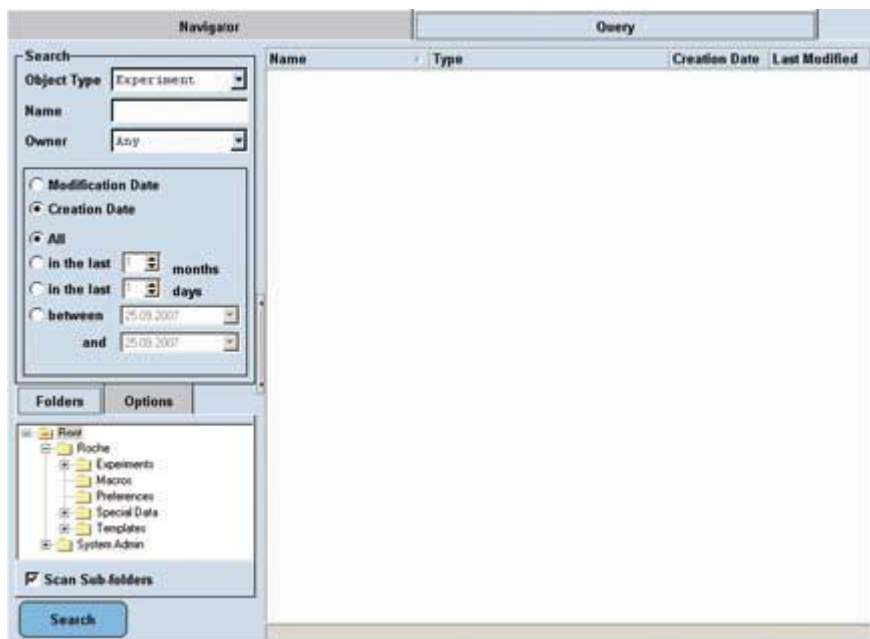 Navigator Query
Search
Name Type Creation Date Last Modified
Object Type Experiment
Name
Owner Any
Modification Date
Creation Date
All
in the last 1 months
in the last 1 days
between 25.09.2007
and 25.09.2007
Folders Options
Root
Roche
Experiments
Macros
Preferences
Special Data
Templates
System Admin
Scan Sub-folders
Search